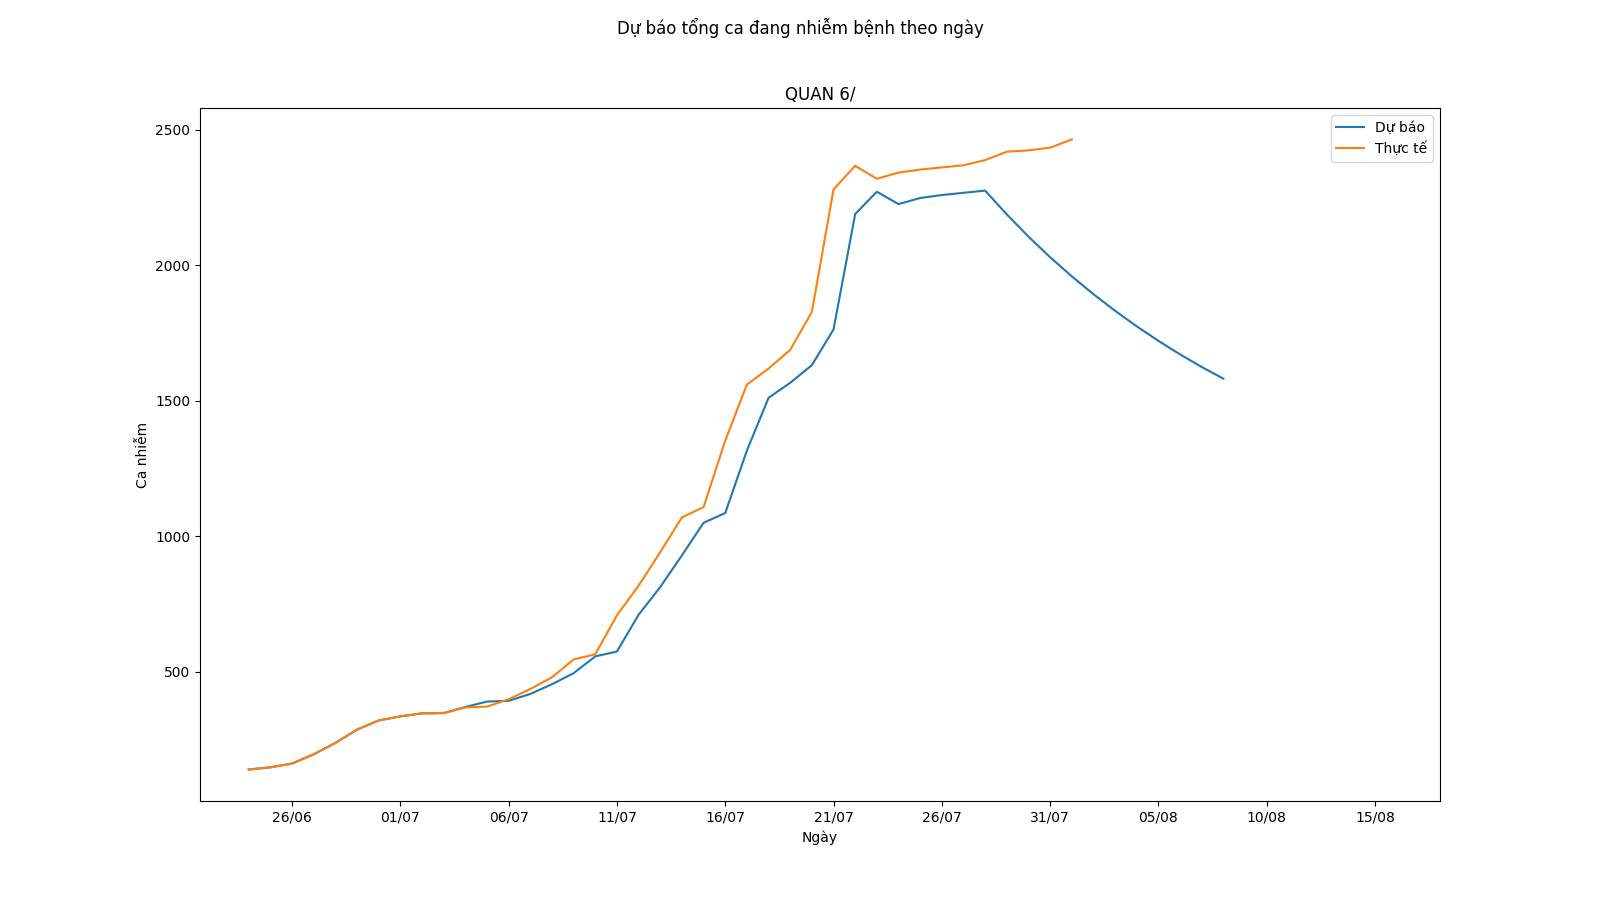 Dự báo tổng ca đang nhiễm bệnh theo ngày
QUAN 6/
2500
2000
1500
1000
500
Ca nhiễm
Dự báo
Thực tế
26/06 01/07 06/07 11/07 16/07 21/07 26/07 31/07 05/08 10/08 15/08
Ngày